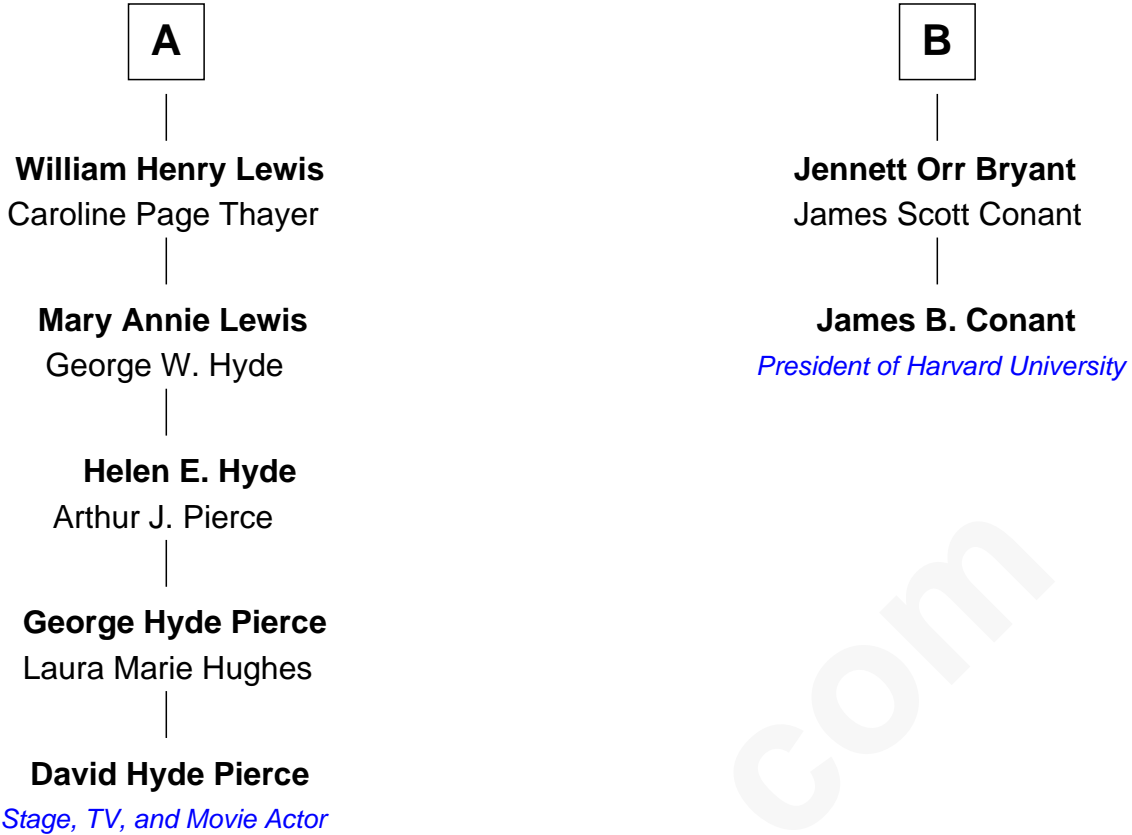 A
William Henry Lewis
Caroline Page Thayer
Mary Annie Lewis
George W. Hyde
Helen E. Hyde
Arthur J. Pierce
George Hyde Pierce
Laura Marie Hughes
David Hyde Pierce
Stage, TV, and Movie Actor
B
Jennett Orr Bryant
James Scott Conant
James B. Conant
President of Harvard University
com